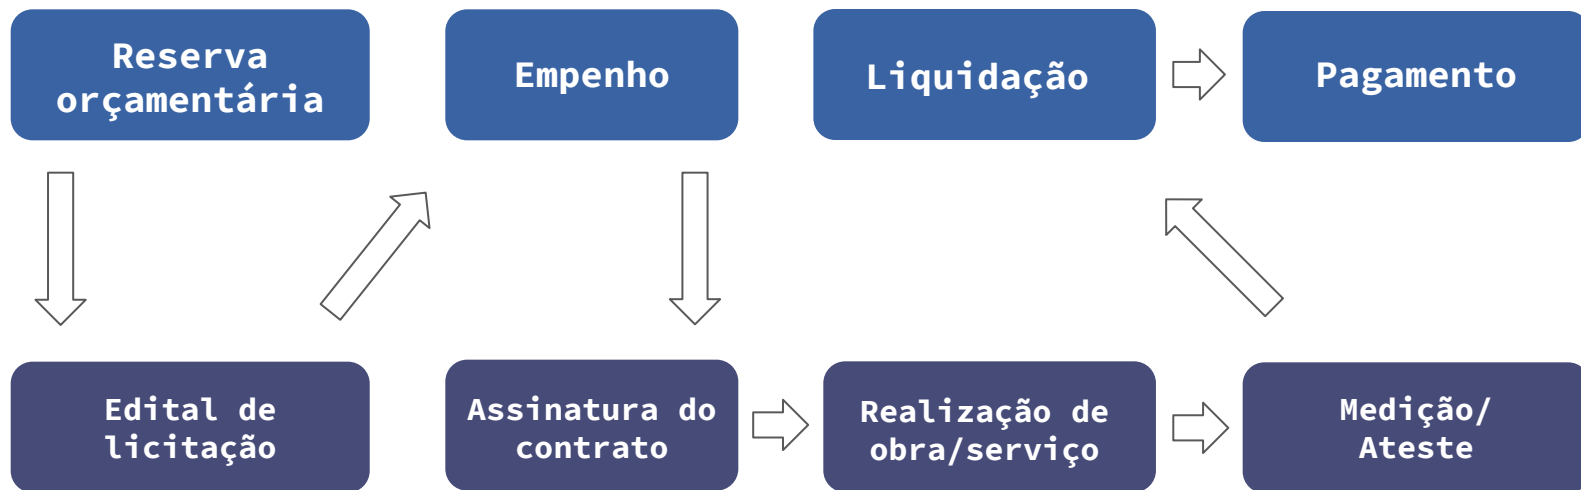 Reserva
orçamentária
Empenho
Liquidação
Pagamento
Edital de
licitação
Assinatura do
contrato
Realização de
obra/serviço
Medição/
Ateste